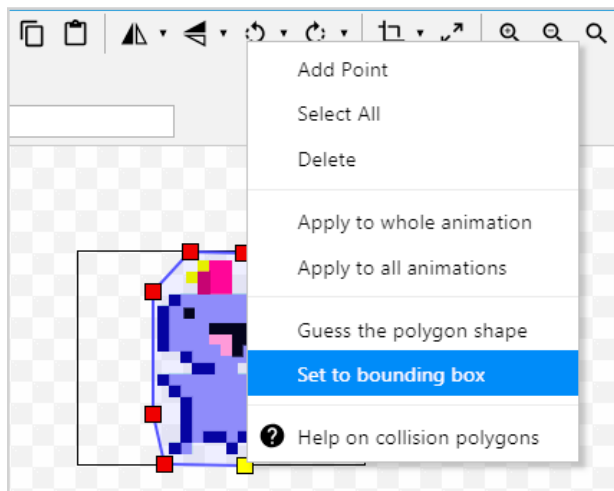 Add Point
Select All
Delete
Apply to whole animation
Apply to all animations
Guess the polygon shape
Set to bounding box
Help on collision polygons